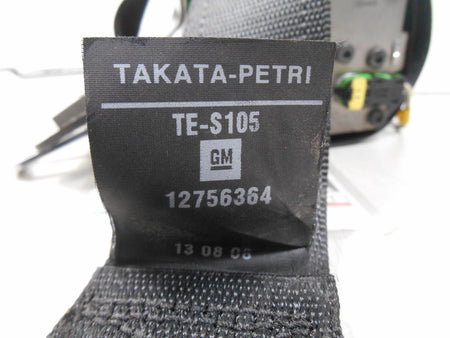 TAKATA-PETRI
TE-S105
GM
12756364
13 08 06